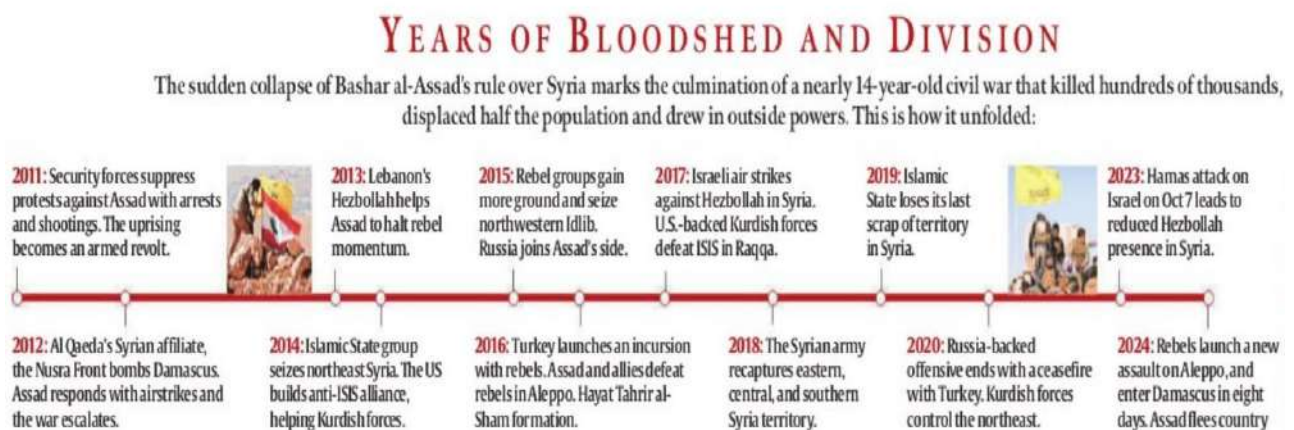 YEARS OF BLOODSHED AND DIVISION
The sudden collapse of Bashar al-Assad's rule over Syria marks the culmination of a nearly 14-year-old civil war that killed hundreds of thousands,
displaced half the population and drew in outside powers. This is how it unfolded:
2011: Security forces suppress
protests against Assad with arrests
and shootings. The uprising
becomes an armed revolt.
2012: Al Qaeda's Syrian affiliate,
the Nusra Front bombs Damascus.
Assad responds with airstrikes and
the war escalates.
2013: Lebanon's
Hezbollah helps
Assad to halt rebel
momentum.
2014: Islamic State group
seizes northeast Syria. The US
builds anti-ISIS alliance,
helping Kurdish forces.
2015: Rebel groups gain
more ground and seize
northwestern Idlib.
Russia joins Assad's side.
2016: Turkey launches an incursion
with rebels. Assad and allies defeat
rebels in Aleppo. Hayat Tahrir al-
Sham formation.
2017: Israeli air strikes
against Hezbollah in Syria.
U.S.-backed Kurdish forces
defeat ISIS in Raqqa.
2018: The Syrian army
recaptures eastern,
central, and southern
Syria territory.
2019: Islamic
State loses its last
scrap of territory
in Syria.
2020: Russia-backed
offensive ends with a ceasefire
with Turkey. Kurdish forces
control the northeast.
2023: Hamas attack on
Israel on Oct 7 leads to
reduced Hezbollah
presence in Syria.
2024: Rebels launch a new
assault on Aleppo, and
enter Damascus in eight
days. Assad flees country